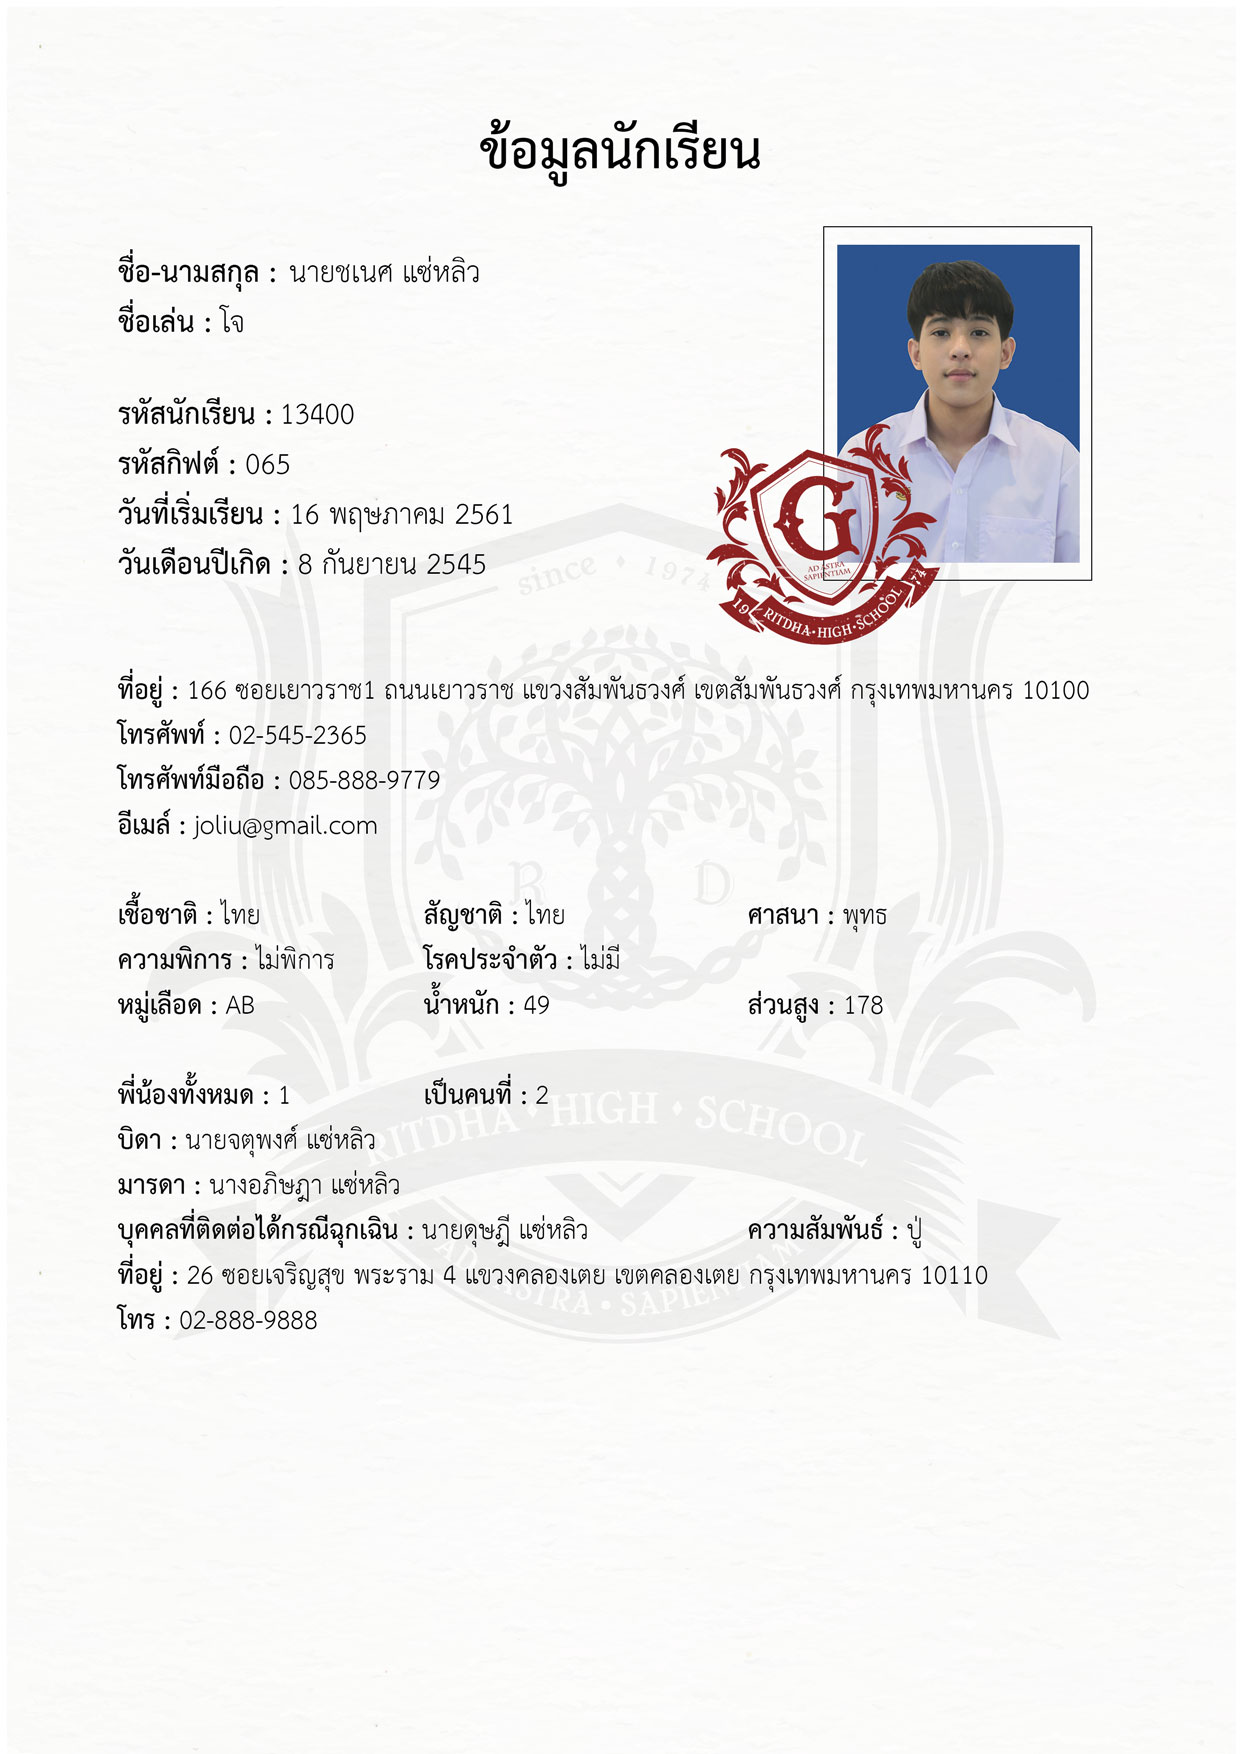 ข้อมูลนักเรียน
ชื่อ-นามสกุล : นายชเนศ แซ่หลิว
ชื่อเล่น : โจ
รหัสนักเรียน : 13400
รหัสกิฟต์ : 065
วันที่เริ่มเรียน : 16 พฤษภาคม 2561
วันเดือนปีเกิด : 8 กันยายน 2545
G
AD ASTRA
SAPIENTIAM
19 RITDHA•HIGH•SCHOOL 74
since • 1974
ที่อยู่ : 166 ซอยเยาวราช1 ถนนเยาวราช แขวงสัมพันธวงศ์ เขตสัมพันธวงศ์ กรุงเทพมหานคร 10100
โทรศัพท์ : 02-545-2365
โทรศัพท์มือถือ : 085-888-9779
อีเมล์ : joliu@gmail.com
R D
เชื้อชาติ : ไทย สัญชาติ : ไทย ศาสนา : พุทธ
ความพิการ : ไม่พิการ โรคประจำตัว : ไม่มี
หมู่เลือด : AB น้ำหนัก : 49 ส่วนสูง : 178
พี่น้องทั้งหมด : 1 เป็นคนที่ : 2
RITDHA • HIGH • SCHOOL
บิดา : นายจตุพงศ์ แซ่หลิว
มารดา : นางอภิษฎา แซ่หลิว
บุคคลที่ติดต่อได้กรณีฉุกเฉิน : นายดุษฎี แซ่หลิว ความสัมพันธ์ : ปู่
ที่อยู่ : 26 ซอยเจริญสุข พระราม 4 แขวงคลองเตย เขตคลองเตย กรุงเทพมหานคร 10110
AD ASTRA • SAPIENTIAM
โทร : 02-888-9888